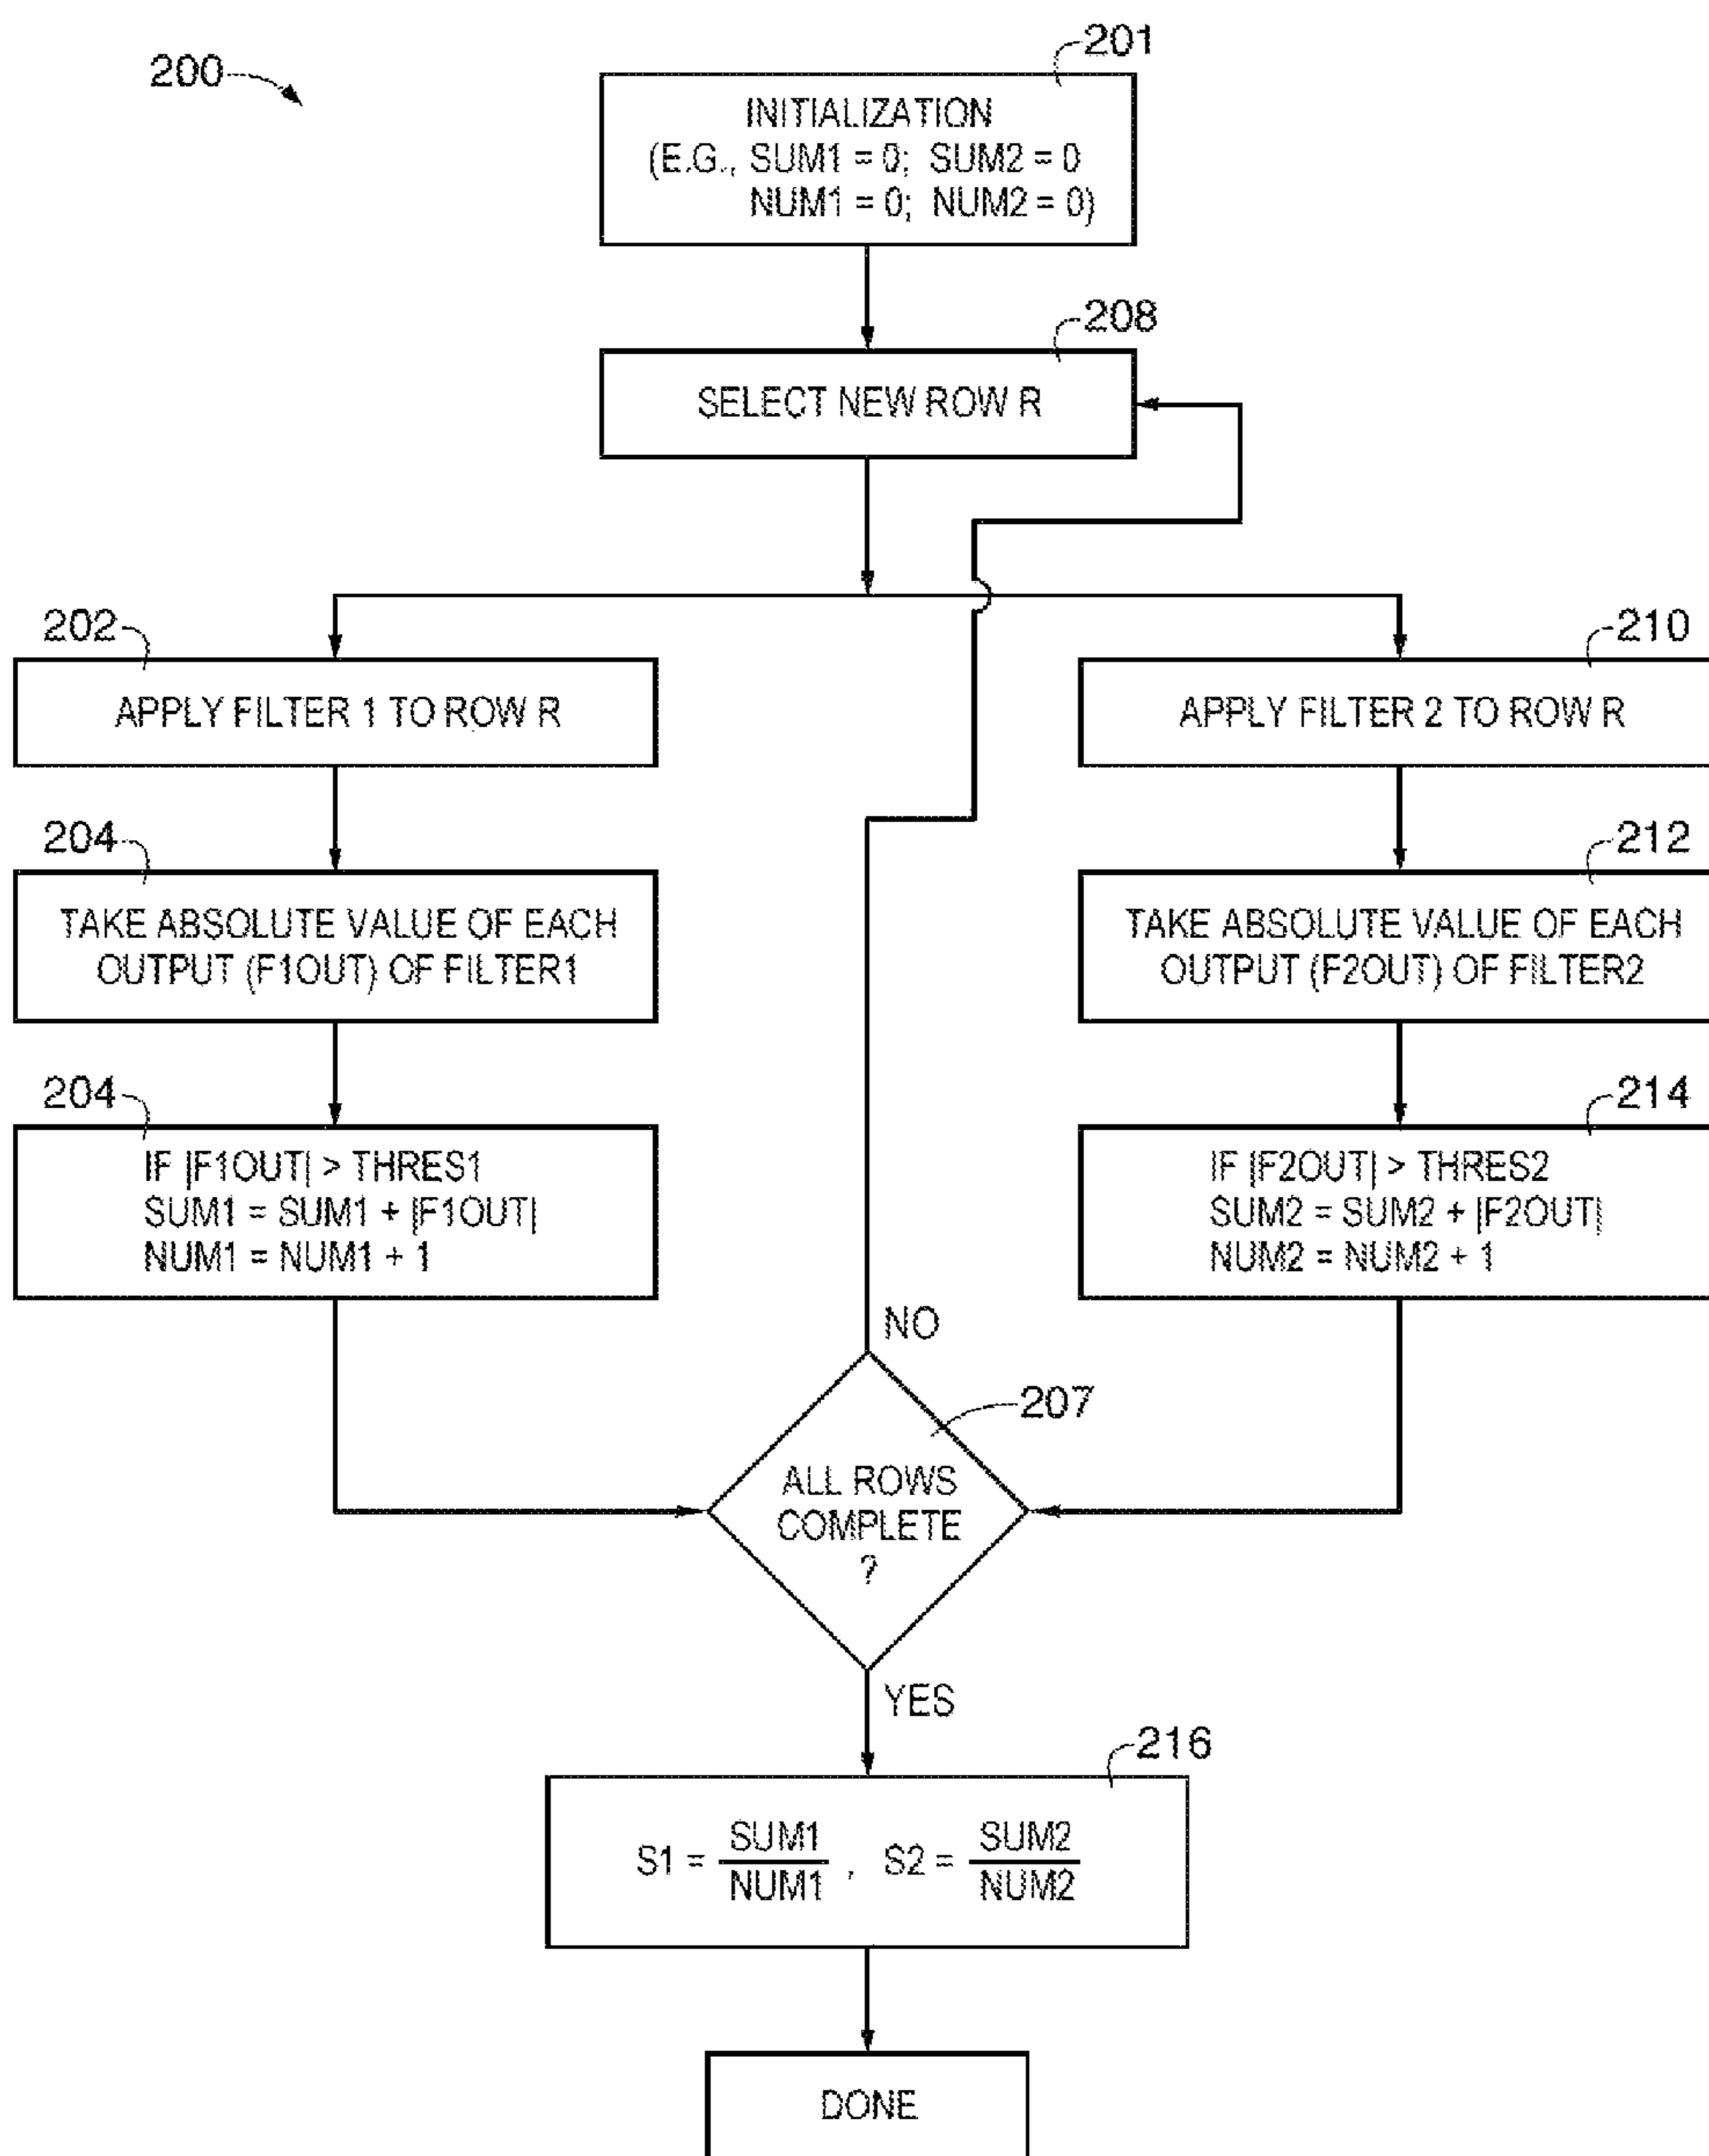 200
201
INITIALIZATION
(E.G., SUM1 = 0; SUM2 = 0
NUM1 = 0; NUM2 = 0)
208
SELECT NEW ROW R
202
APPLY FILTER 1 TO ROW R
210
APPLY FILTER 2 TO ROW R
204
TAKE ABSOLUTE VALUE OF EACH
OUTPUT (F1OUT) OF FILTER1
212
TAKE ABSOLUTE VALUE OF EACH
OUTPUT (F2OUT) OF FILTER2
204
IF |F1OUT| > THRES1
SUM1 = SUM1 + |F1OUT|
NUM1 = NUM1 + 1
214
IF |F2OUT| > THRES2
SUM2 = SUM2 + |F2OUT|
NUM2 = NUM2 + 1
NO
207
ALL ROWS
COMPLETE
?
YES
216
S1 = SUM1/NUM1, S2 = SUM2/NUM2
DONE